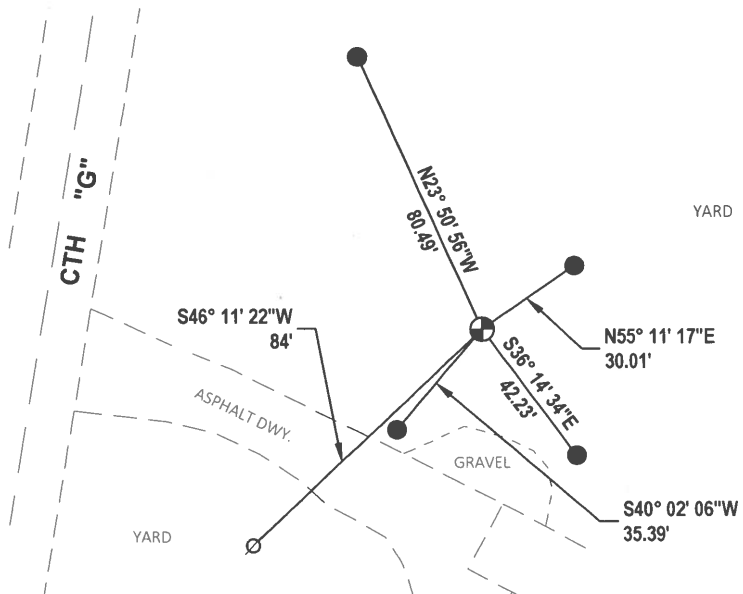 CTH "G"
N23° 50' 56"W
80.49'
YARD
S46° 11' 22"W
84'
N55° 11' 17"E
30.01'
S36° 14' 34"E
42.23'
ASPHALT DWY.
GRAVEL
S40° 02' 06"W
35.39'
YARD